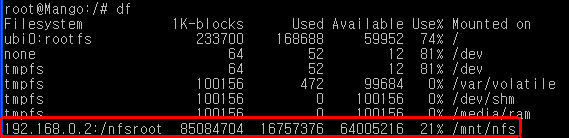 root@Mango:/# df
Filesystem 1K-blocks Used Available Use% Mounted on
ubi0:rootfs 233700 168688 59952 74% /
none 64 52 12 81% /dev
tmpfs 64 52 12 81% /dev
tmpfs 100156 472 99684 0% /var/volatile
tmpfs 100156 0 100156 0% /dev/shm
tmpfs 100156 0 100156 0% /media/ram
192.168.0.2:/nfsroot 85084704 16757376 64005216 21% /mnt/nfs